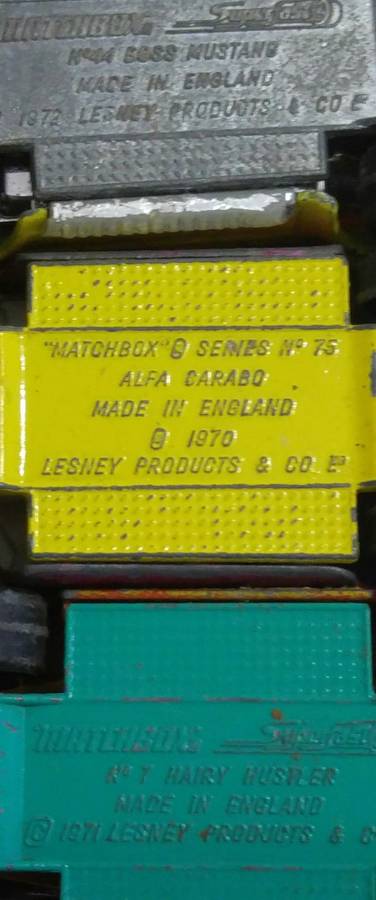 MATCHBOX Superfast
Nº44 BOSS MUSTANG
MADE IN ENGLAND
1972 LESNEY PRODUCTS & CO E
"MATCHBOX"® SERIES Nº 75
ALFA CARABO
MADE IN ENGLAND
© 1970
LESNEY PRODUCTS & CO E
MATCHBOX Superfast
Nº 7 HAIRY HUSTLER
MADE IN ENGLAND
© 1971 LESNEY PRODUCTS & C